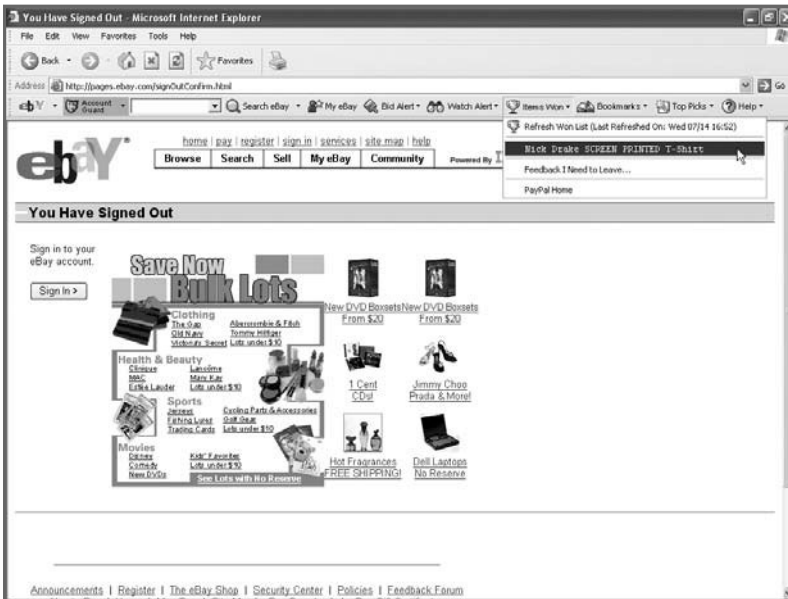 You Have Signed Out - Microsoft Internet Explorer
File Edit View Favorites Tools Help
Back Favorites
Address http://pages.ebay.com/signOutConfirm.html Go
ebY Account Guard Search eBay My eBay Bid Alert Watch Alert Items Won Bookmarks Top Picks Help
Refresh Won List (Last Refreshed On: Wed 07/14 16:52)
Nick Drake SCREEN PRINTED T-Shirt
Feedback I Need to Leave...
PayPal Home
home | pay | register | sign in | services | site map | help
ebaY
Browse Search Sell My eBay Community Powered By
You Have Signed Out
Sign in to your
eBay account.
Sign In >
Save Now
Bulk Lots
Clothing
The Gap Abercrombie & Fitch
Old Navy Tommy Hilfiger
Victoria's Secret Lots under $10
Health & Beauty
Clinique Lancôme
MAC Mary Kay
Estée Lauder Lots under $10
Sports
Jerseys Cycling Parts & Accessories
Fishing Lures Golf Gear
Trading Cards Lots under $10
Movies
Disney Kids' Favorites
Comedy Lots under $10
New DVDs
See Lots with No Reserve
New DVD Boxsets New DVD Boxsets
From $20 From $20
1 Cent Jimmy Choo
CDs! Prada & More!
Hot Fragrances Dell Laptops
FREE SHIPPING! No Reserve
Announcements | Register | The eBay Shop | Security Center | Policies | Feedback Forum